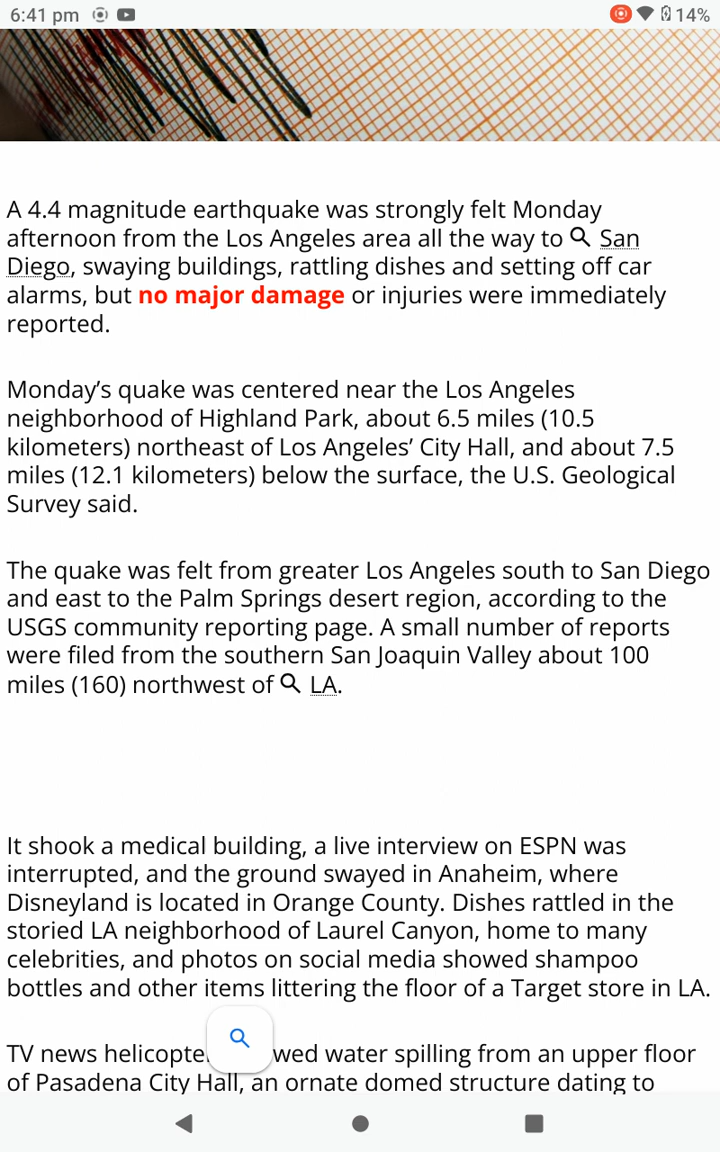 6:41 pm 14%
A 4.4 magnitude earthquake was strongly felt Monday
afternoon from the Los Angeles area all the way to San
Diego, swaying buildings, rattling dishes and setting off car
alarms, but no major damage or injuries were immediately
reported.
Monday’s quake was centered near the Los Angeles
neighborhood of Highland Park, about 6.5 miles (10.5
kilometers) northeast of Los Angeles’ City Hall, and about 7.5
miles (12.1 kilometers) below the surface, the U.S. Geological
Survey said.
The quake was felt from greater Los Angeles south to San Diego
and east to the Palm Springs desert region, according to the
USGS community reporting page. A small number of reports
were filed from the southern San Joaquin Valley about 100
miles (160) northwest of LA.
It shook a medical building, a live interview on ESPN was
interrupted, and the ground swayed in Anaheim, where
Disneyland is located in Orange County. Dishes rattled in the
storied LA neighborhood of Laurel Canyon, home to many
celebrities, and photos on social media showed shampoo
bottles and other items littering the floor of a Target store in LA.
TV news water spilling from an upper floor
of Pasadena City Hall, an ornate domed structure dating to